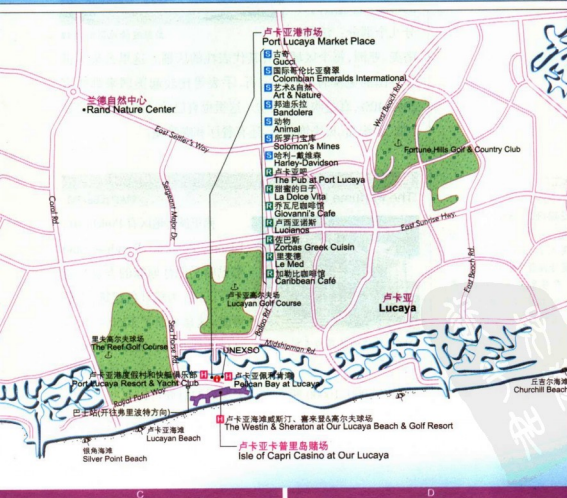 卢卡亚港市场
Port Lucaya Market Place
S 古奇
Gucci
S 国际哥伦比亚翡翠
Colombian Emeralds International
S 艺术&自然
Art & Nature
S 邦迪乐拉
Bandolera
S 动物
Animal
S 所罗门宝库
Solomon's Mines
S 哈利-戴维森
Harley-Davidson
R 卢卡亚吧
The Pub at Port Lucaya
R 甜蜜的日子
La Dolce Vita
R 乔瓦尼咖啡馆
Giovanni's Cafe
R 卢西亚诺斯
Lucianos
R 佐巴斯
Zorbas Greek Cuisin
R 里麦德
Le Med
R 加勒比咖啡馆
Caribbean Café
兰德自然中心
•Rand Nature Center
East Settler's Way
West Beach Rd.
Fortune Hills Golf & Country Club
Coral Rd.
Sergeant Major Dr.
East Sunrise Hwy.
East Beach Rd.
卢卡亚
Lucaya
卢卡亚高尔夫场
Lucayan Golf Course
Balao Rd.
Sea Horse Rd.
里夫高尔夫球场
The Reef Golf Course
UNEXSO
Midshipman Rd.
卢卡亚港度假村和快艇俱乐部 H
Port Lucaya Resort & Yacht Club
H 卢卡亚佩利肯湾
Pelican Bay at Lucaya
Royal Palm Way
巴士站(开往弗里波特方向)
H 卢卡亚海滩威斯汀、喜来登&高尔夫球场
The Westin & Sheraton at Our Lucaya Beach & Golf Resort
丘吉尔海滩
Churchill Beach
卢卡亚海滩
Lucayan Beach
银角海滩
Silver Point Beach
卢卡亚卡普里岛赌场
Isle of Capri Casino at Our Lucaya
C
D